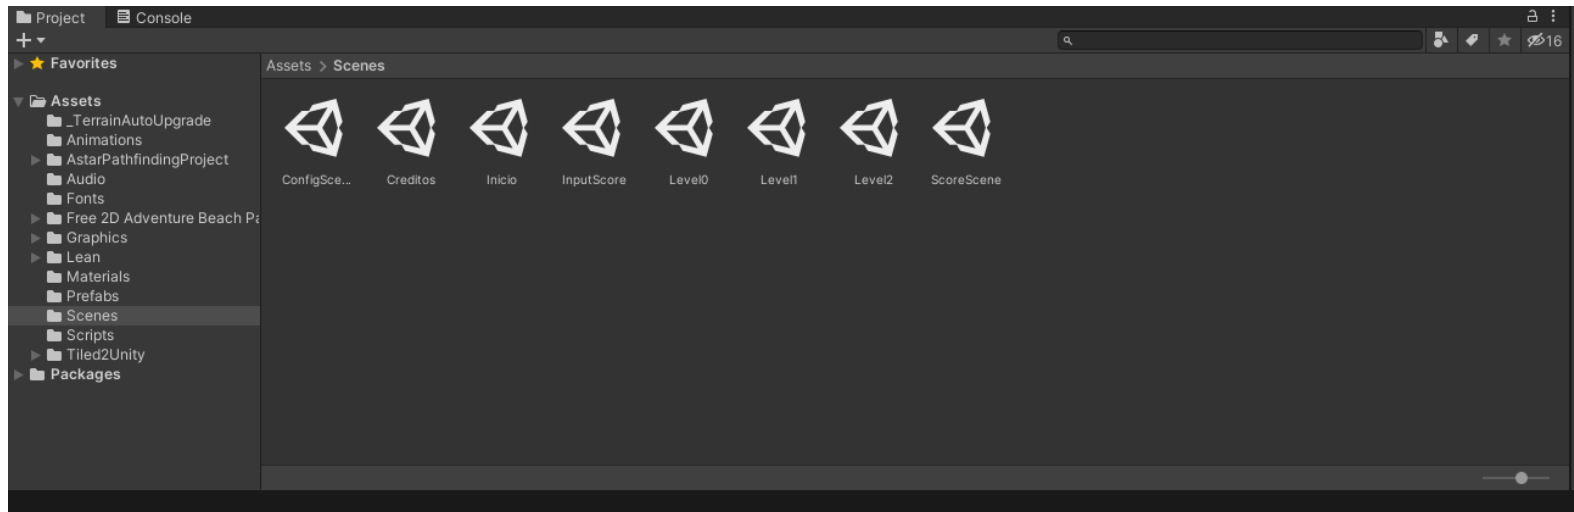 Project Console
16
Favorites
Assets > Scenes
Assets
_TerrainAutoUpgrade
Animations
AstarPathfindingProject
Audio
Fonts
Free 2D Adventure Beach Pa
Graphics
Lean
Materials
Prefabs
Scenes
Scripts
Tiled2Unity
Packages
ConfigSce... Creditos Inicio InputScore Level0 Level1 Level2 ScoreScene